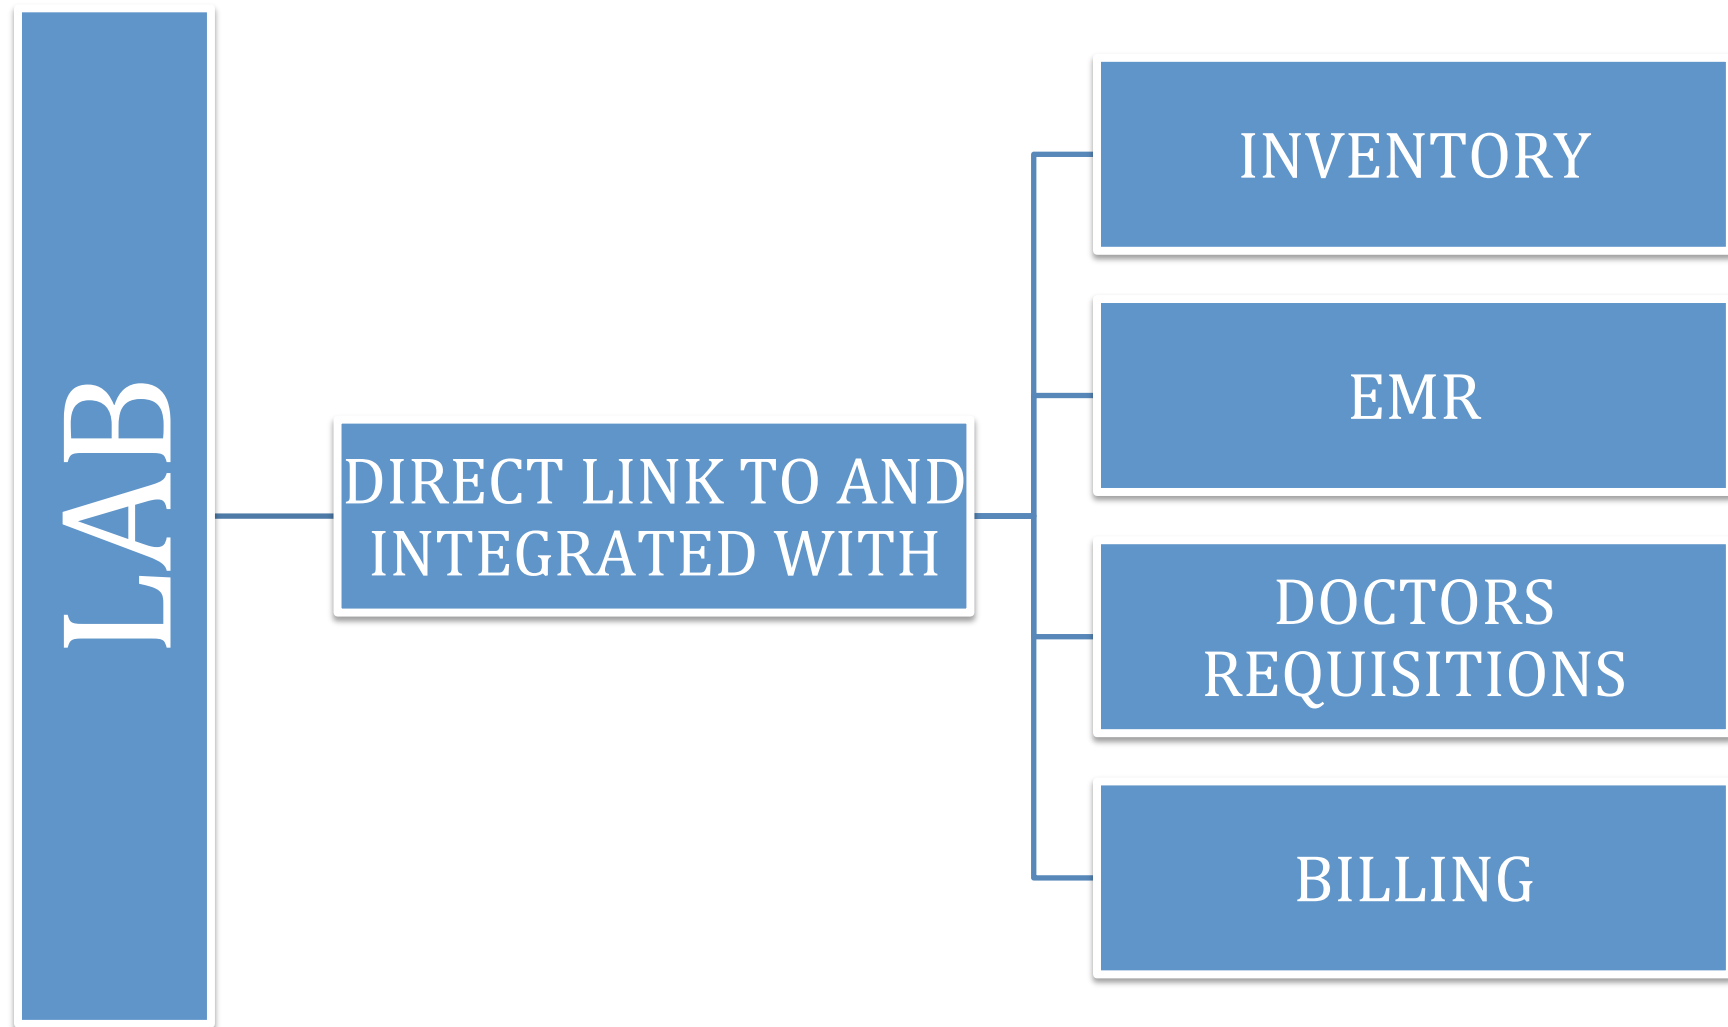 LAB
DIRECT LINK TO AND
INTEGRATED WITH
INVENTORY
EMR
DOCTORS
REQUISITIONS
BILLING